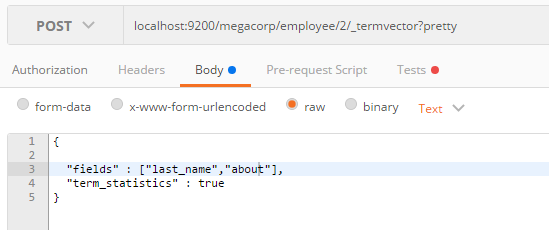 POST localhost:9200/megacorp/employee/2/_termvector?pretty
Authorization Headers Body Pre-request Script Tests
form-data x-www-form-urlencoded raw binary Text
1 {
2
3 "fields" : ["last_name","about"],
4 "term_statistics" : true
5 }